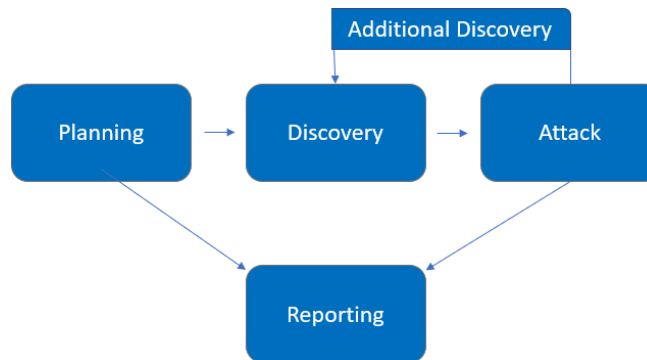 Additional Discovery
Planning
Discovery
Attack
Reporting